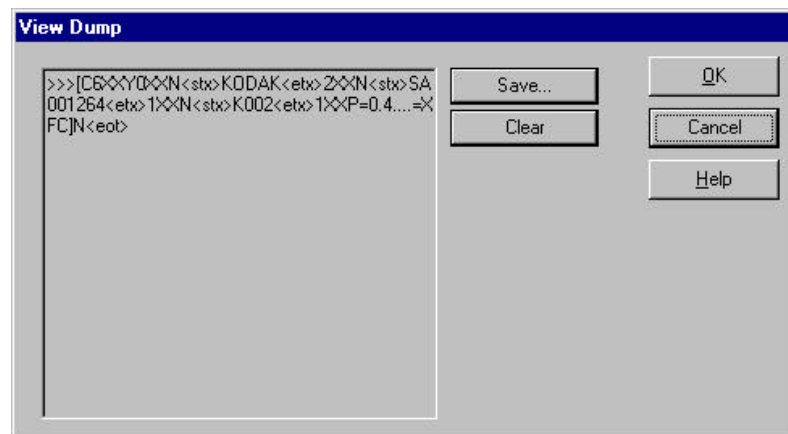 View Dump
>>>[C6XXY0XXN<stx>KODAK<etx>2XXN<stx>SA
001264<etx>1XXN<stx>K002<etx>1XXP=0.4....=X
FC]N<eot>
Save...
Clear
OK
Cancel
Help